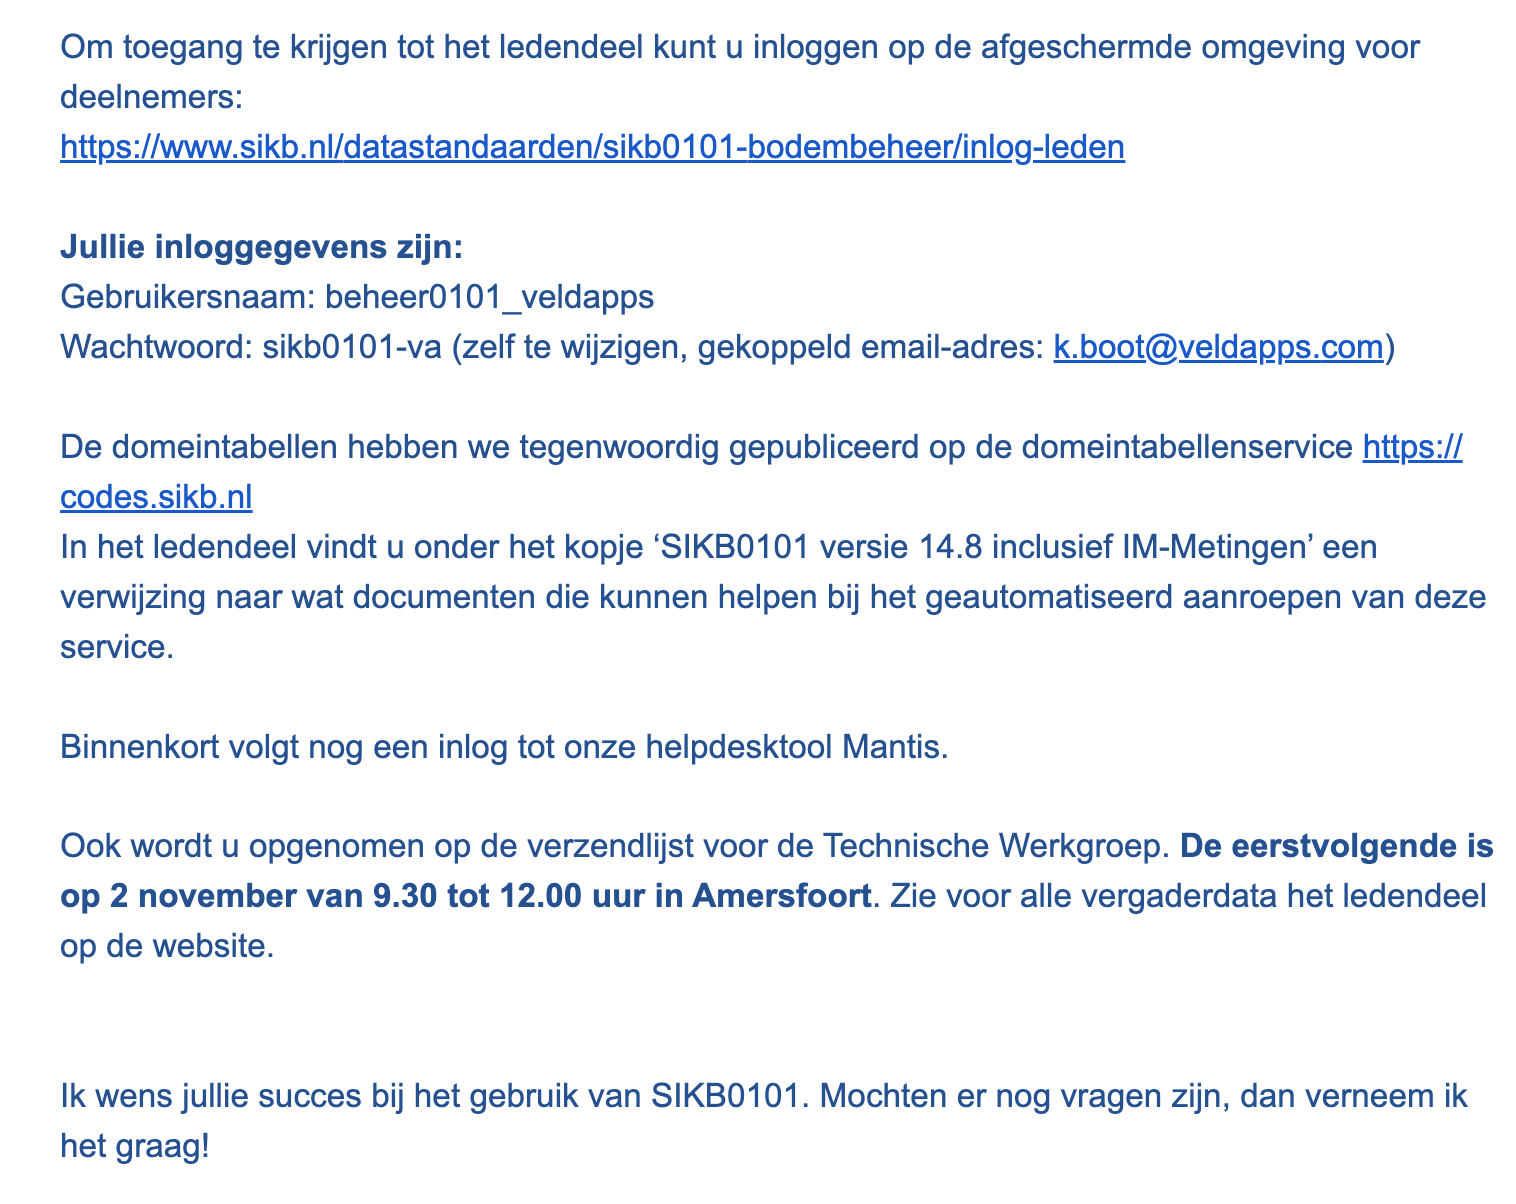 Om toegang te krijgen tot het ledendeel kunt u inloggen op de afgeschermde omgeving voor
deelnemers:
https://www.sikb.nl/datastandaarden/sikb0101-bodembeheer/inlog-leden
Jullie inloggegevens zijn:
Gebruikersnaam: beheer0101_veldapps
Wachtwoord: sikb0101-va (zelf te wijzigen, gekoppeld email-adres: k.boot@veldapps.com)
De domeintabellen hebben we tegenwoordig gepubliceerd op de domeintabellenservice https://
codes.sikb.nl
In het ledendeel vindt u onder het kopje ‘SIKB0101 versie 14.8 inclusief IM-Metingen’ een
verwijzing naar wat documenten die kunnen helpen bij het geautomatiseerd aanroepen van deze
service.
Binnenkort volgt nog een inlog tot onze helpdesktool Mantis.
Ook wordt u opgenomen op de verzendlijst voor de Technische Werkgroep. De eerstvolgende is
op 2 november van 9.30 tot 12.00 uur in Amersfoort. Zie voor alle vergaderdata het ledendeel
op de website.
Ik wens jullie succes bij het gebruik van SIKB0101. Mochten er nog vragen zijn, dan verneem ik
het graag!